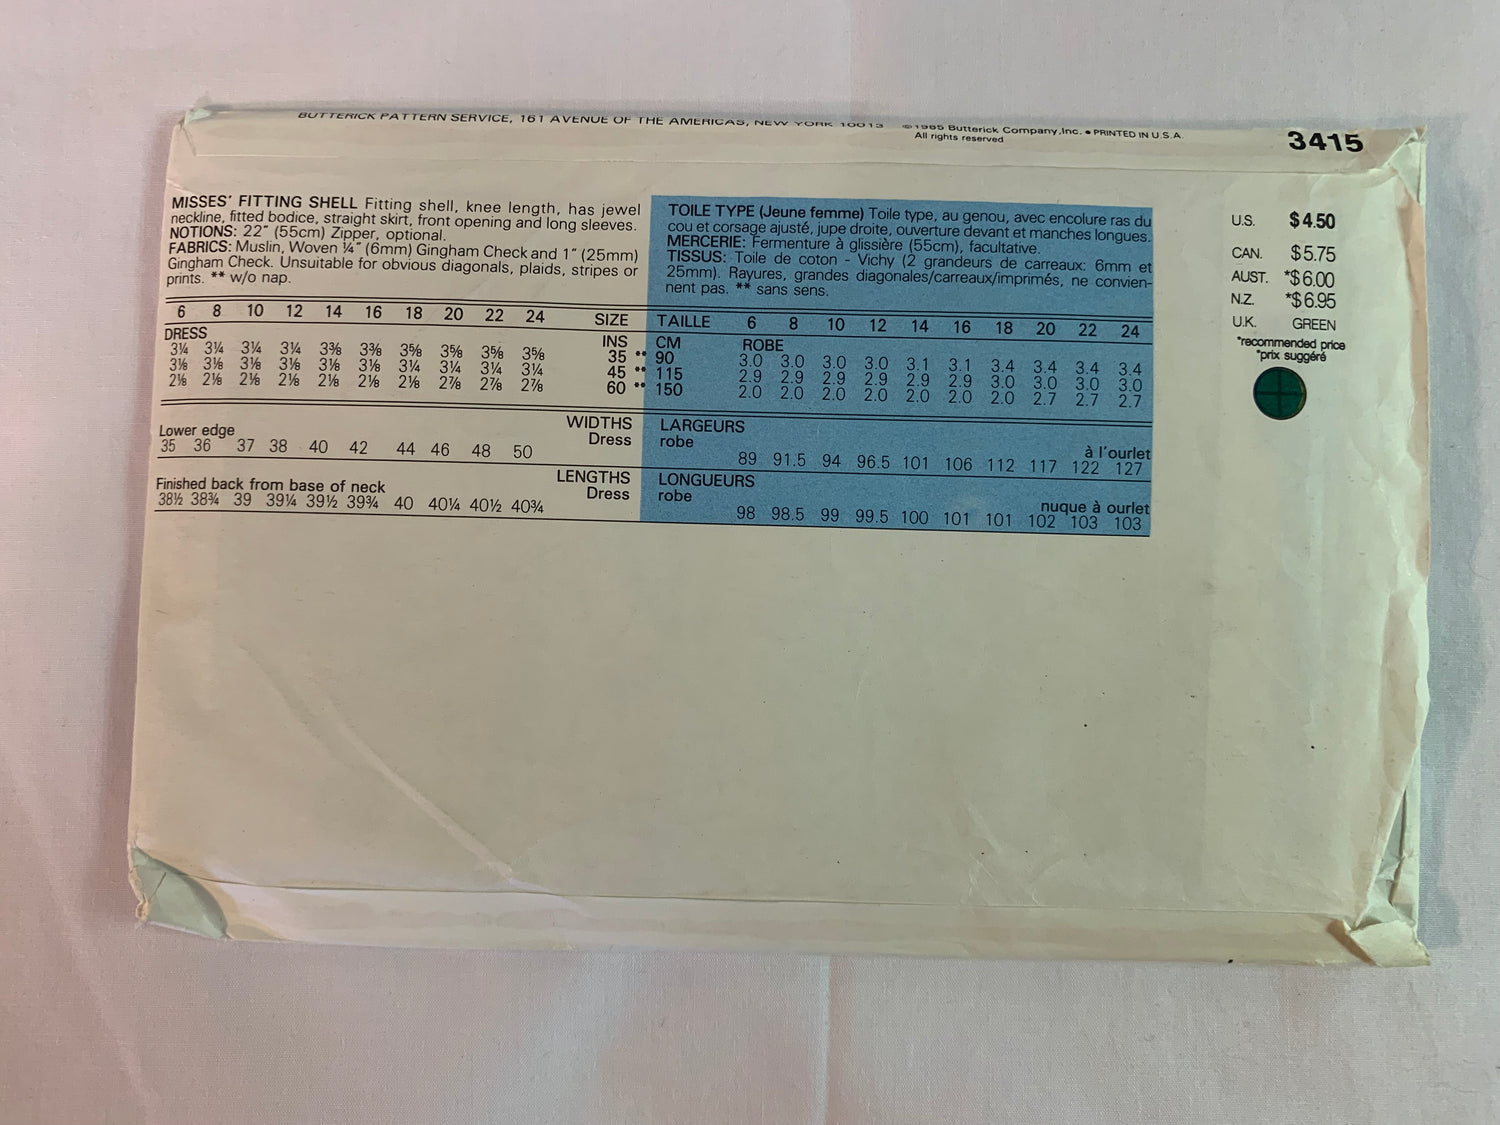 BUTTERICK PATTERN SERVICE, 161 AVENUE OF THE AMERICAS, NEW YORK 10013 ©1985 Butterick Company, Inc. • PRINTED IN U.S.A.
All rights reserved
3415
MISSES' FITTING SHELL Fitting shell, knee length, has jewel
neckline, fitted bodice, straight skirt, front opening and long sleeves.
NOTIONS: 22" (55cm) Zipper, optional.
FABRICS: Muslin, Woven ¼" (6mm) Gingham Check and 1" (25mm)
Gingham Check. Unsuitable for obvious diagonals, plaids, stripes or
prints. ** w/o nap.
6 8 10 12 14 16 18 20 22 24 SIZE
DRESS INS
3¼ 3¼ 3¼ 3¼ 3⅜ 3⅜ 3⅝ 3⅝ 3⅝ 3⅝ 35 **
3⅛ 3⅛ 3⅛ 3⅛ 3⅛ 3⅛ 3¼ 3¼ 3¼ 3¼ 45 **
2⅛ 2⅛ 2⅛ 2⅛ 2⅛ 2⅛ 2⅛ 2⅞ 2⅞ 2⅞ 60 **
WIDTHS
Lower edge Dress
35 36 37 38 40 42 44 46 48 50
LENGTHS
Finished back from base of neck Dress
38½ 38¾ 39 39¼ 39½ 39¾ 40 40¼ 40½ 40¾
TOILE TYPE (Jeune femme) Toile type, au genou, avec encolure ras du
cou et corsage ajusté, jupe droite, ouverture devant et manches longues.
MERCERIE: Fermenture à glissière (55cm), facultative.
TISSUS: Toile de coton - Vichy (2 grandeurs de carreaux: 6mm et
25mm). Rayures, grandes diagonales/carreaux/imprimés, ne convien-
nent pas. ** sans sens.
TAILLE 6 8 10 12 14 16 18 20 22 24
CM ROBE
90 3.0 3.0 3.0 3.0 3.1 3.1 3.4 3.4 3.4 3.4
115 2.9 2.9 2.9 2.9 2.9 2.9 3.0 3.0 3.0 3.0
150 2.0 2.0 2.0 2.0 2.0 2.0 2.0 2.7 2.7 2.7
LARGEURS
robe à l'ourlet
89 91.5 94 96.5 101 106 112 117 122 127
LONGUEURS
robe nuque à ourlet
98 98.5 99 99.5 100 101 101 102 103 103
U.S. $4.50
CAN. $5.75
AUST. *$6.00
N.Z. *$6.95
U.K. GREEN
*recommended price
*prix suggéré